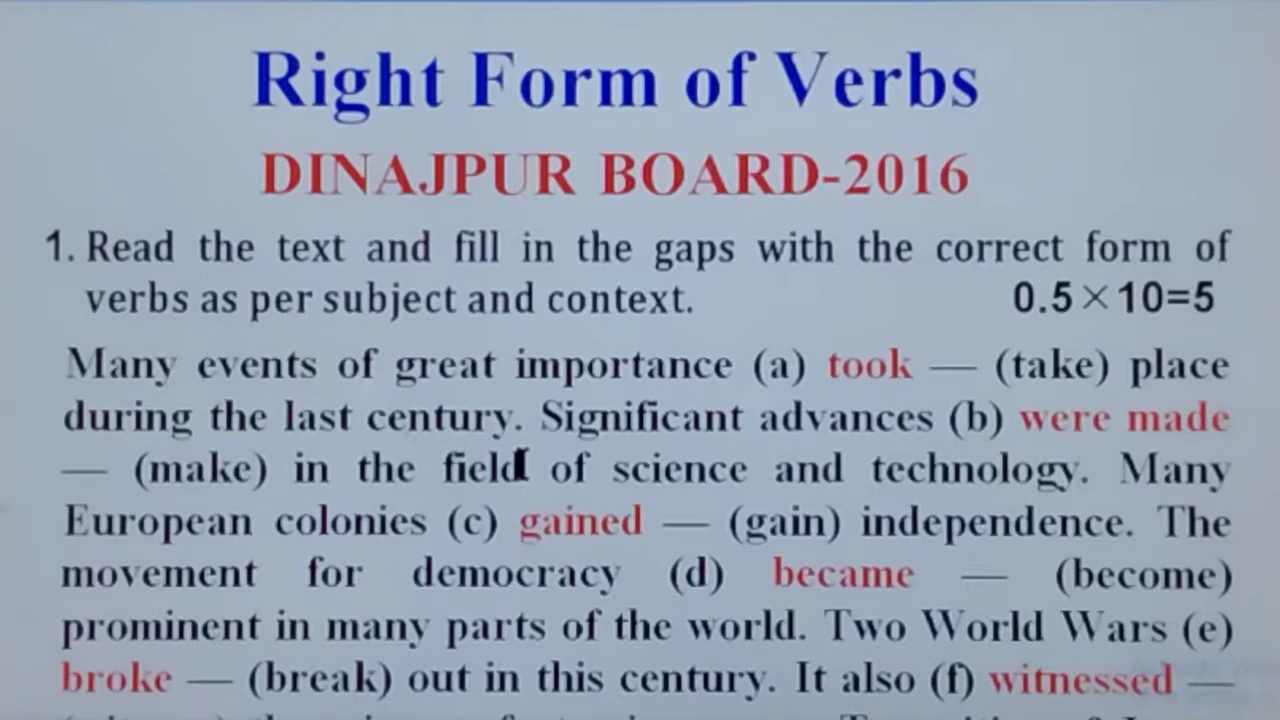 Right Form of Verbs
DINAJPUR BOARD-2016
1. Read the text and fill in the gaps with the correct form of
verbs as per subject and context. 0.5×10=5
Many events of great importance (a) took — (take) place
during the last century. Significant advances (b) were made
— (make) in the field of science and technology. Many
European colonies (c) gained — (gain) independence. The
movement for democracy (d) became — (become)
prominent in many parts of the world. Two World Wars (e)
broke — (break) out in this century. It also (f) witnessed —